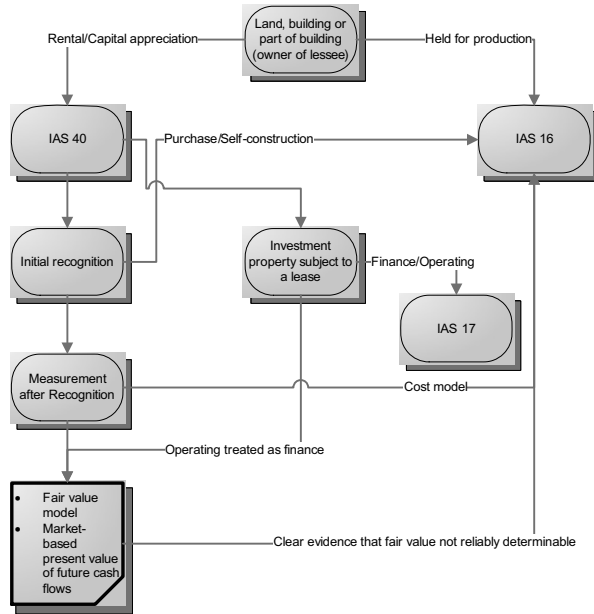 Land, building or
part of building
(owner of lessee)
Rental/Capital appreciation
Held for production
IAS 40
Purchase/Self-construction
IAS 16
Initial recognition
Investment
property subject to
a lease
Finance/Operating
IAS 17
Measurement
after Recognition
Cost model
Operating treated as finance
• Fair value
model
• Market-
based
present value
of future cash
flows
Clear evidence that fair value not reliably determinable